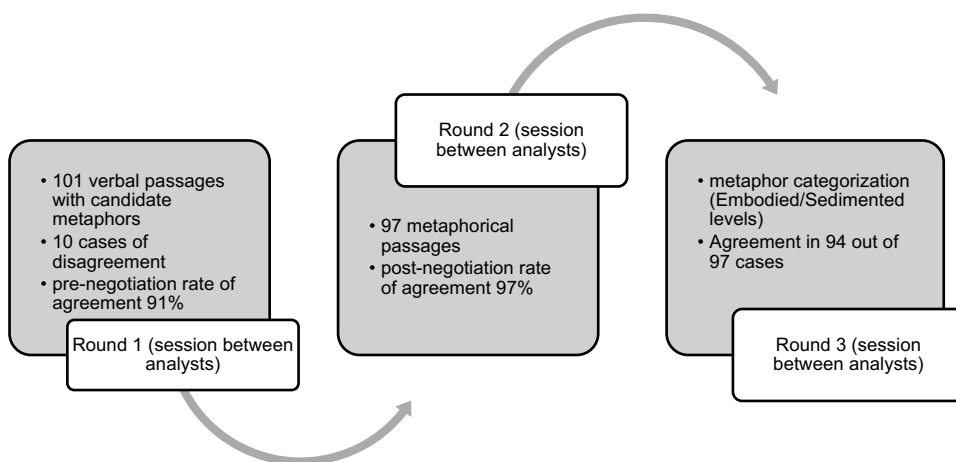 • 101 verbal passages
with candidate
metaphors
• 10 cases of
disagreement
• pre-negotiation rate of
agreement 91%
Round 1 (session between
analysts)
Round 2 (session
between analysts)
• 97 metaphorical
passages
• post-negotiation rate
of agreement 97%
• metaphor categorization
(Embodied/Sedimented
levels)
• Agreement in 94 out of
97 cases
Round 3 (session
between analysts)